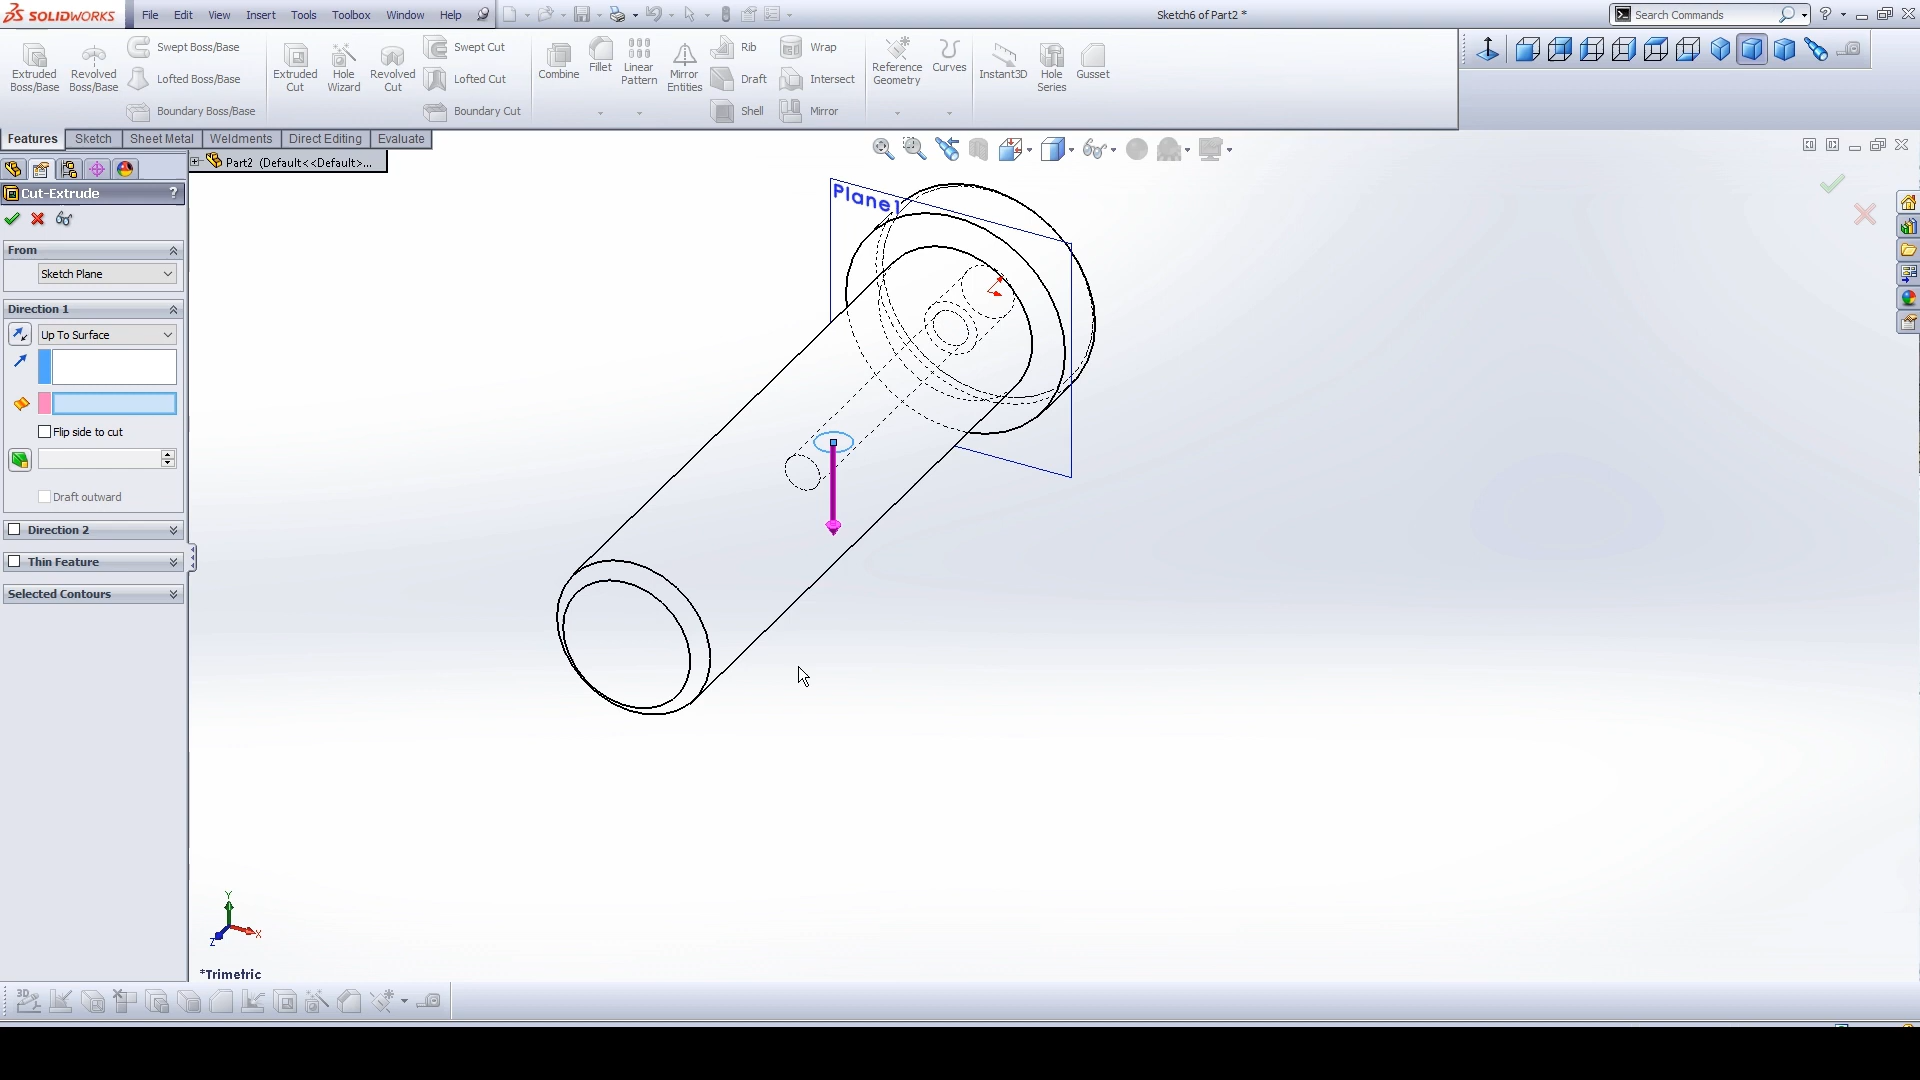 SOLIDWORKS File Edit View Insert Tools Toolbox Window Help Sketch6 of Part2 * Search Commands ?
Extruded Boss/Base Revolved Boss/Base Swept Boss/Base Lofted Boss/Base Boundary Boss/Base Extruded Cut Hole Wizard Revolved Cut Swept Cut Lofted Cut Boundary Cut Combine Fillet Linear Pattern Mirror Entities Rib Draft Shell Wrap Intersect Mirror Reference Geometry Curves Instant3D Hole Series Gusset
Features Sketch Sheet Metal Weldments Direct Editing Evaluate
Part2 (Default<<Default>...
Cut-Extrude ?
From
Sketch Plane
Direction 1
Up To Surface
Flip side to cut
Draft outward
Direction 2
Thin Feature
Selected Contours
Plane1
Y
X
Z
*Trimetric
3D